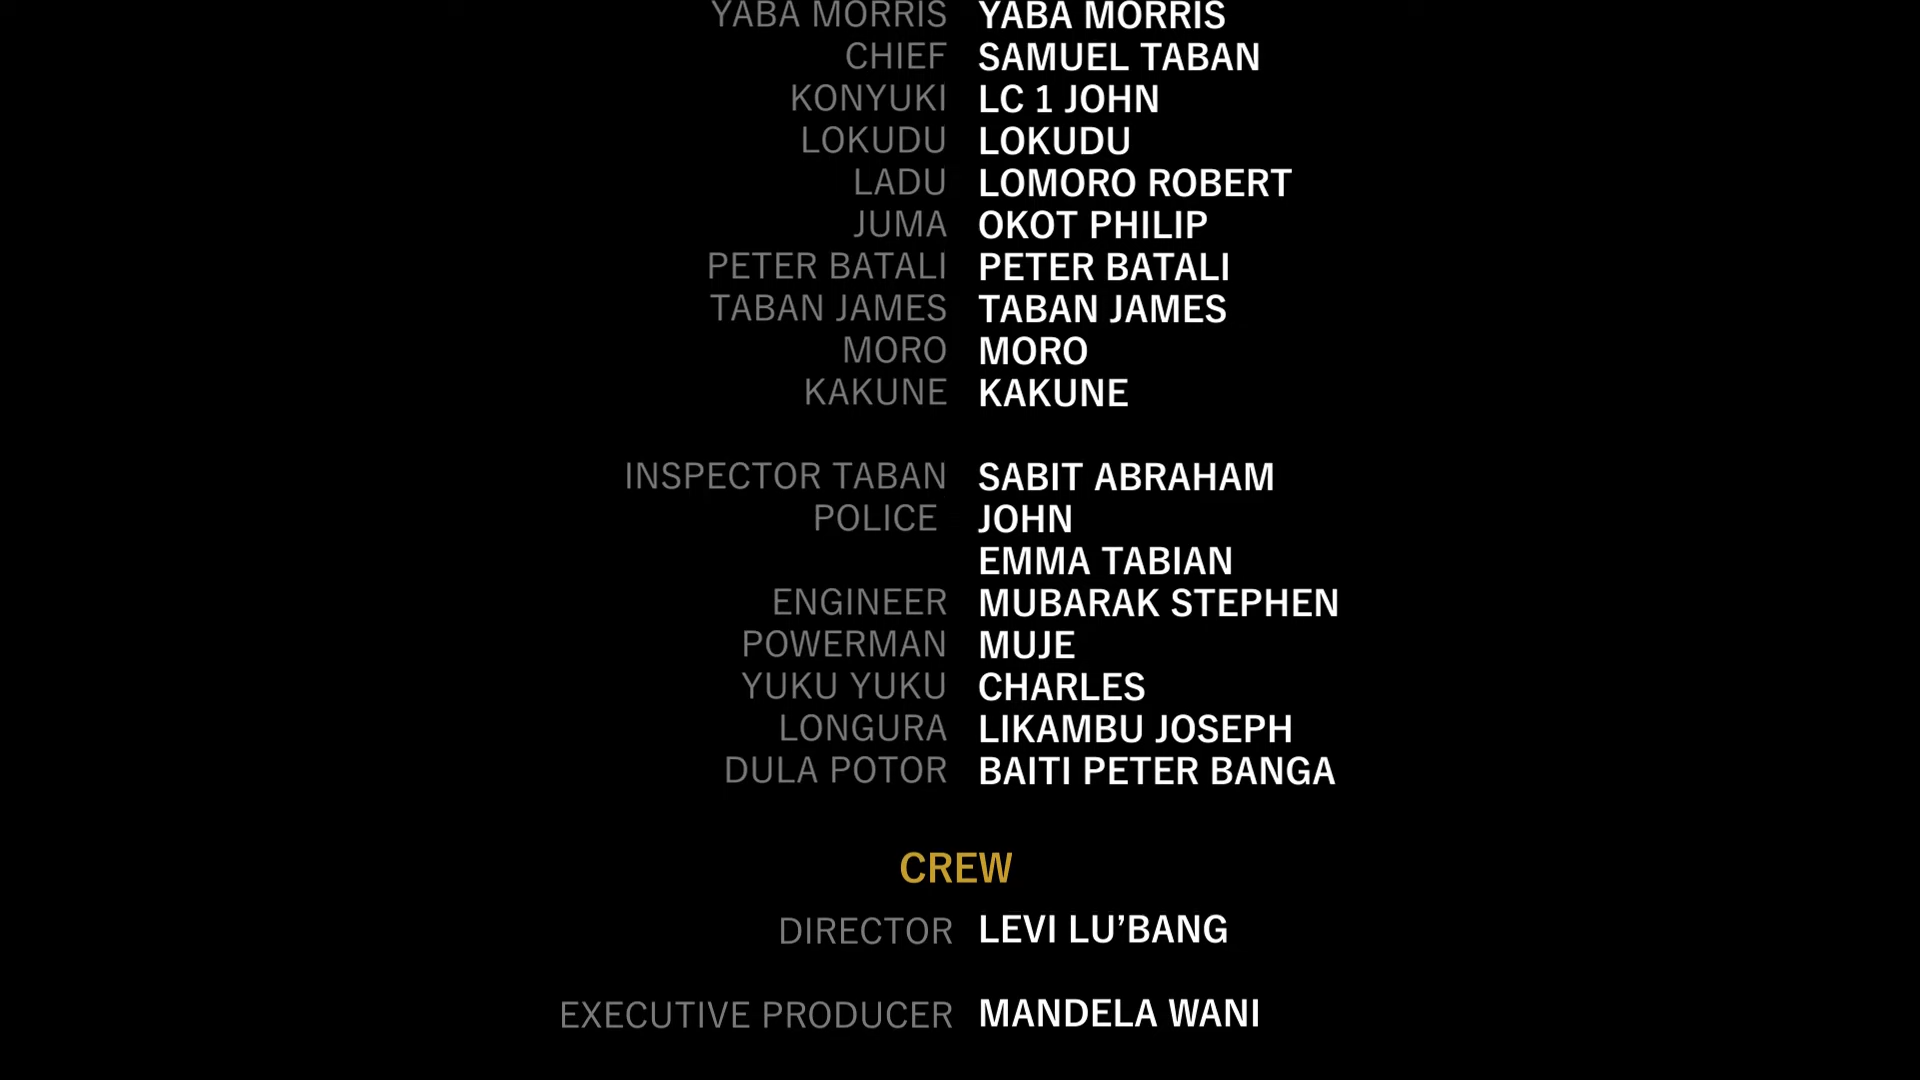 YABA MORRIS YABA MORRIS
CHIEF SAMUEL TABAN
KONYUKI LC 1 JOHN
LOKUDU LOKUDU
LADU LOMORO ROBERT
JUMA OKOT PHILIP
PETER BATALI PETER BATALI
TABAN JAMES TABAN JAMES
MORO MORO
KAKUNE KAKUNE
INSPECTOR TABAN SABIT ABRAHAM
POLICE JOHN
EMMA TABIAN
ENGINEER MUBARAK STEPHEN
POWERMAN MUJE
YUKU YUKU CHARLES
LONGURA LIKAMBU JOSEPH
DULA POTOR BAITI PETER BANGA
CREW
DIRECTOR LEVI LU’BANG
EXECUTIVE PRODUCER MANDELA WANI